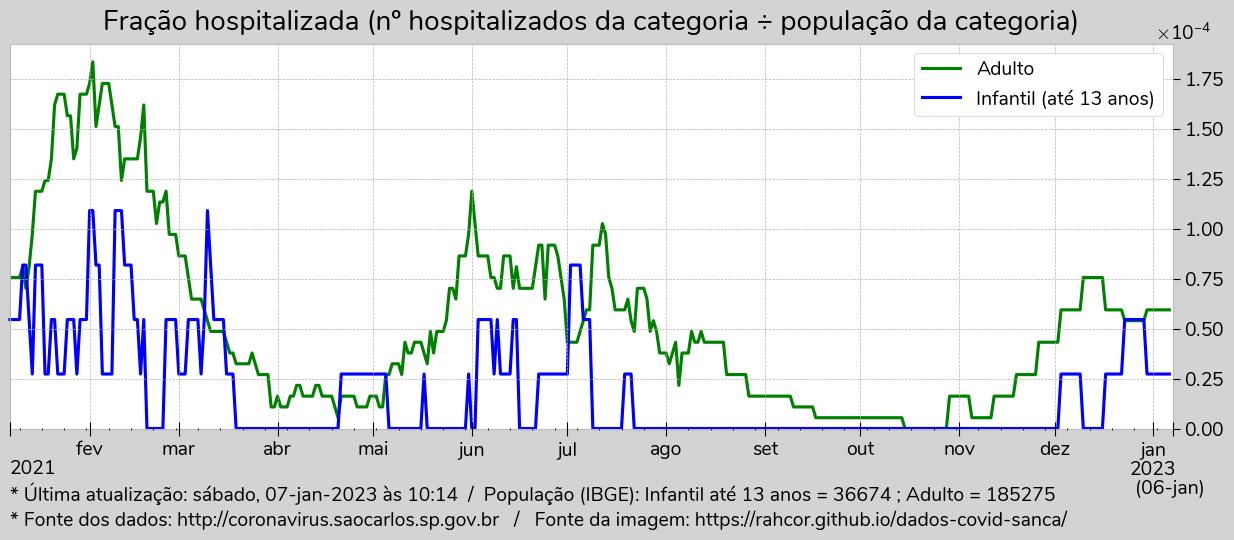 Fração hospitalizada (nº hospitalizados da categoria ÷ população da categoria)
×10⁻⁴
Adulto
Infantil (até 13 anos)
1.75
1.50
1.25
1.00
0.75
0.50
0.25
0.00
fev mar abr mai jun jul ago set out nov dez jan
2021 2023
(06-jan)
* Última atualização: sábado, 07-jan-2023 às 10:14 / População (IBGE): Infantil até 13 anos = 36674 ; Adulto = 185275
* Fonte dos dados: http://coronavirus.saocarlos.sp.gov.br / Fonte da imagem: https://rahcor.github.io/dados-covid-sanca/